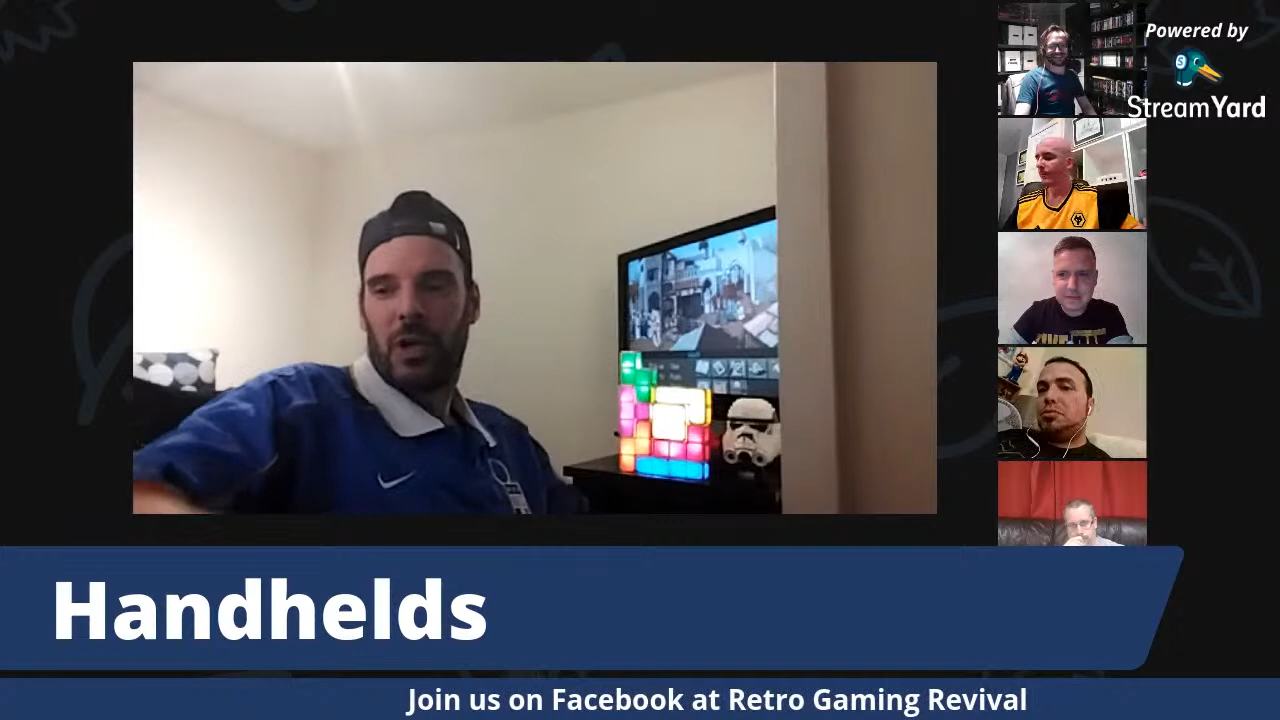 Powered by
StreamYard
Handhelds
Join us on Facebook at Retro Gaming Revival